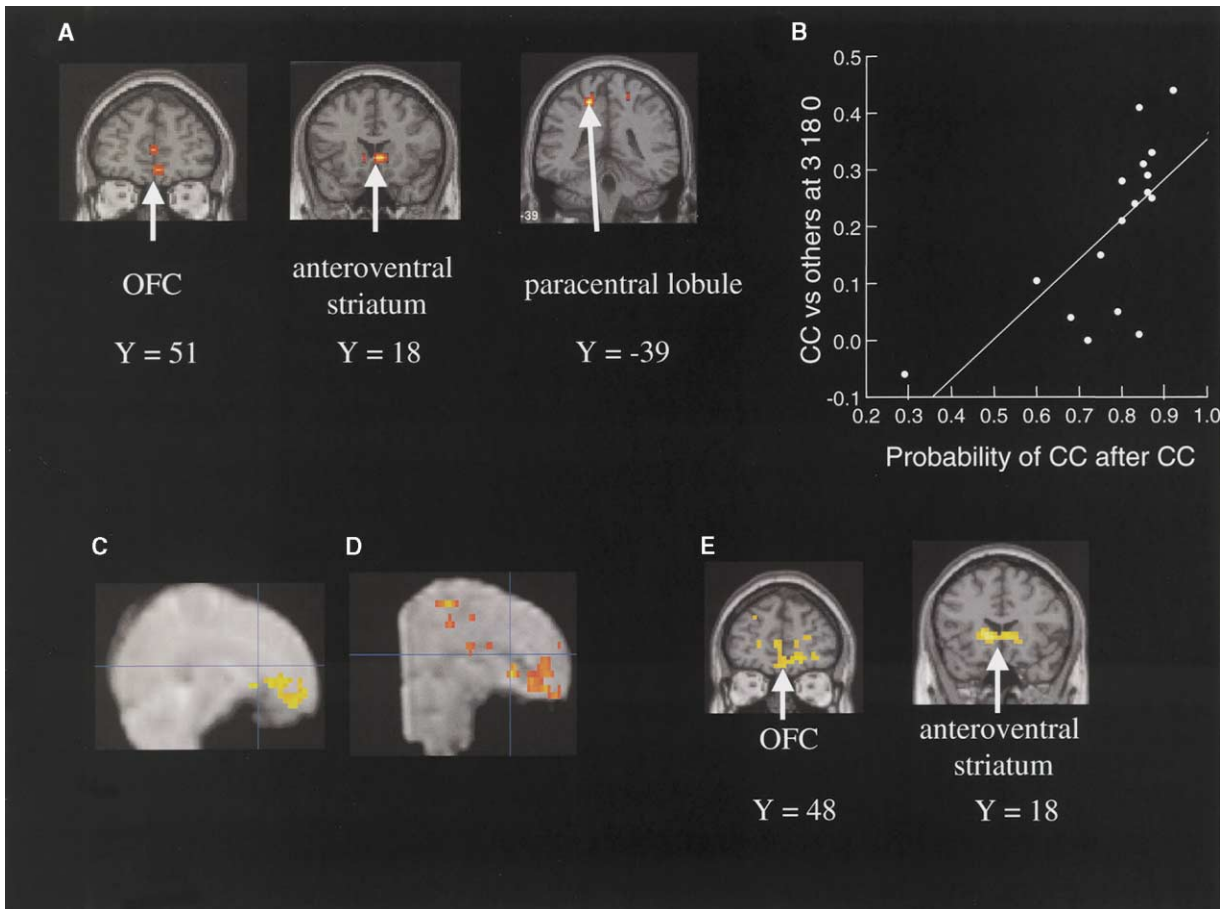 A
OFC
Y = 51
anteroventral
striatum
Y = 18
-39
paracentral lobule
Y = -39
B
CC vs others at 3 18 0
0.5
0.4
0.3
0.2
0.1
0.0
-0.1
0.2 0.3 0.4 0.5 0.6 0.7 0.8 0.9 1.0
Probability of CC after CC
C
D
E
OFC
Y = 48
anteroventral
striatum
Y = 18